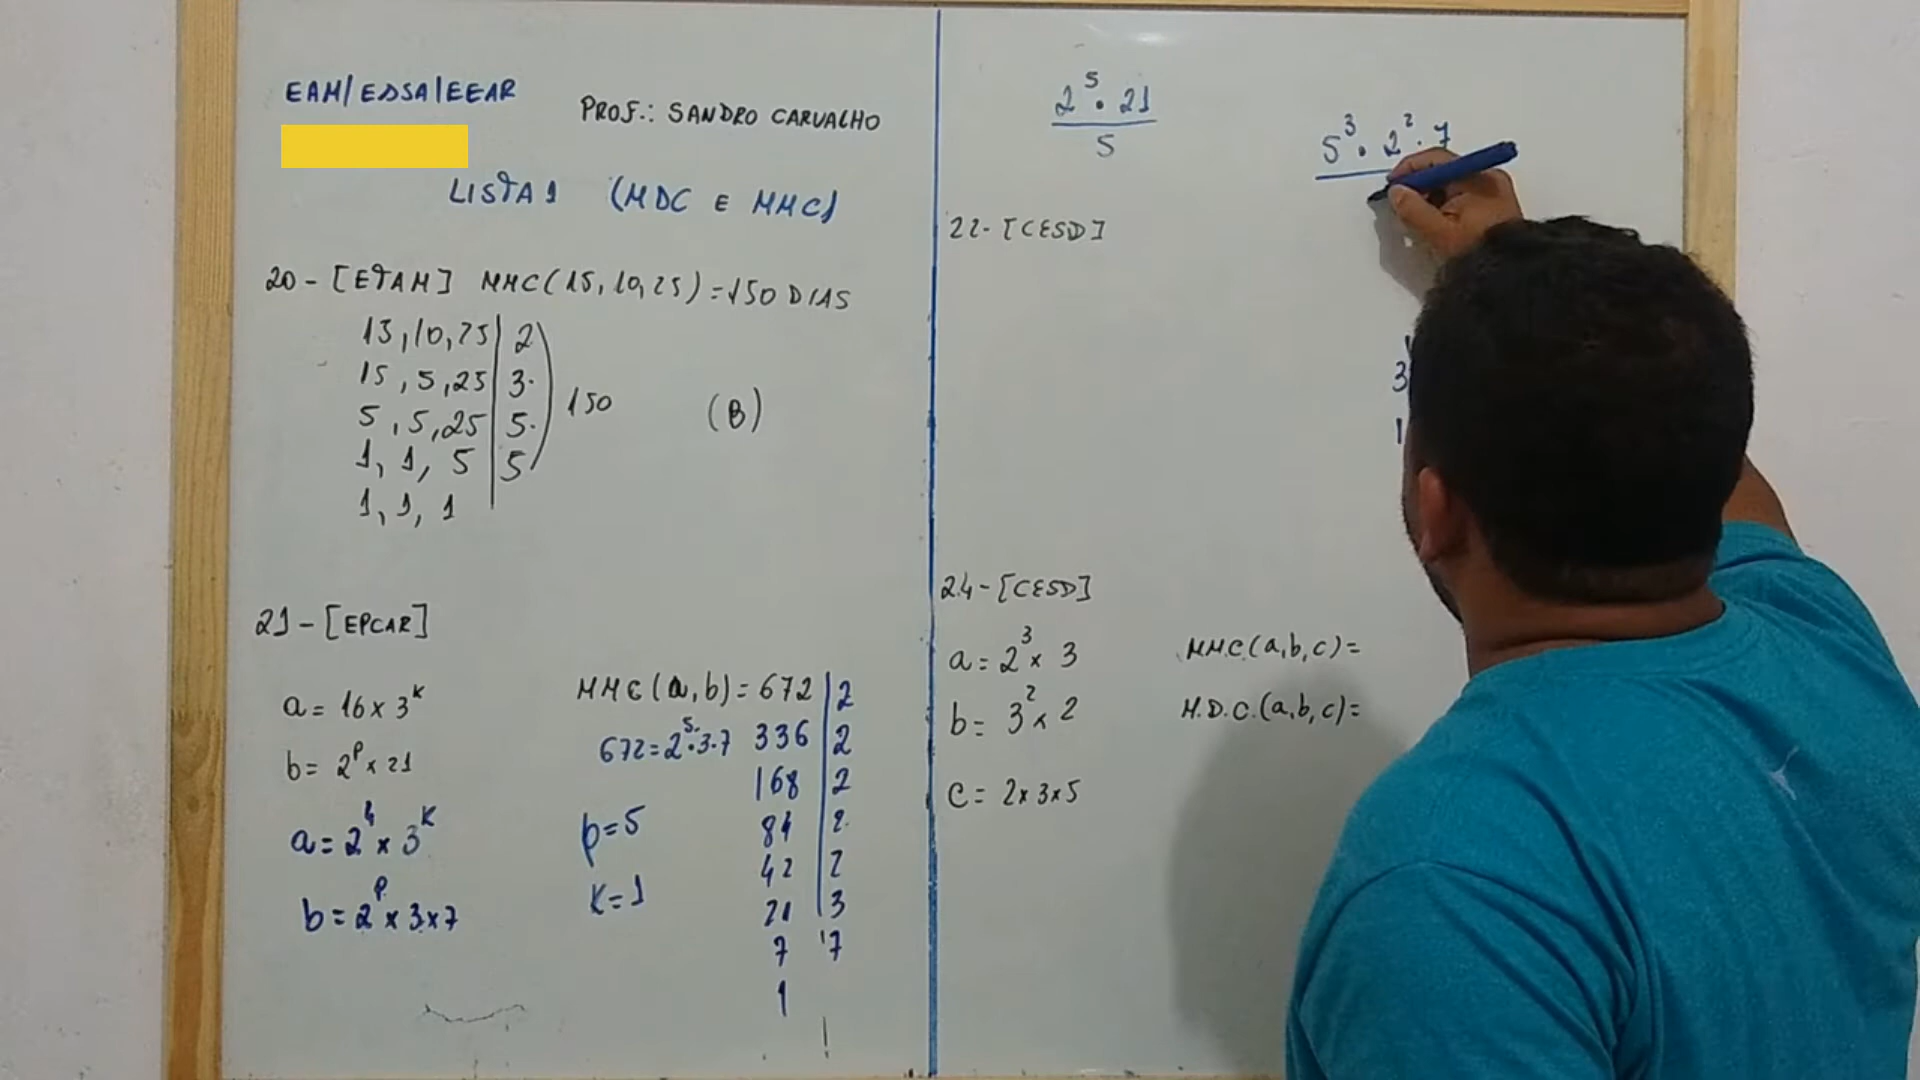 EAM/ESSA/EEAR
PROF.: SANDRO CARVALHO
LISTA 1 (MDC E MMC)
20 - [ETAM] MMC(15, 10, 25) = 150 DIAS
15, 10, 25 | 2
15, 5, 25 | 3
5, 5, 25 | 5
1, 1, 5 | 5
1, 1, 1
150
(B)
21 - [EPCAR]
a = 16 x 3^k
b = 2^p x 21
a = 2^4 x 3^k
b = 2^p x 3 x 7
MMC(a, b) = 672 | 2
672 = 2^5 . 3 . 7
336 | 2
168 | 2
84 | 2
42 | 2
21 | 3
7 | 7
1
p = 5
k = 1
2^5 . 21
5
5^3 . 2^2 . 7
22 - [CESD]
3
1
24 - [CESD]
a = 2^3 x 3
b = 3^2 x 2
c = 2 x 3 x 5
M.M.C.(a, b, c) =
M.D.C.(a, b, c) =